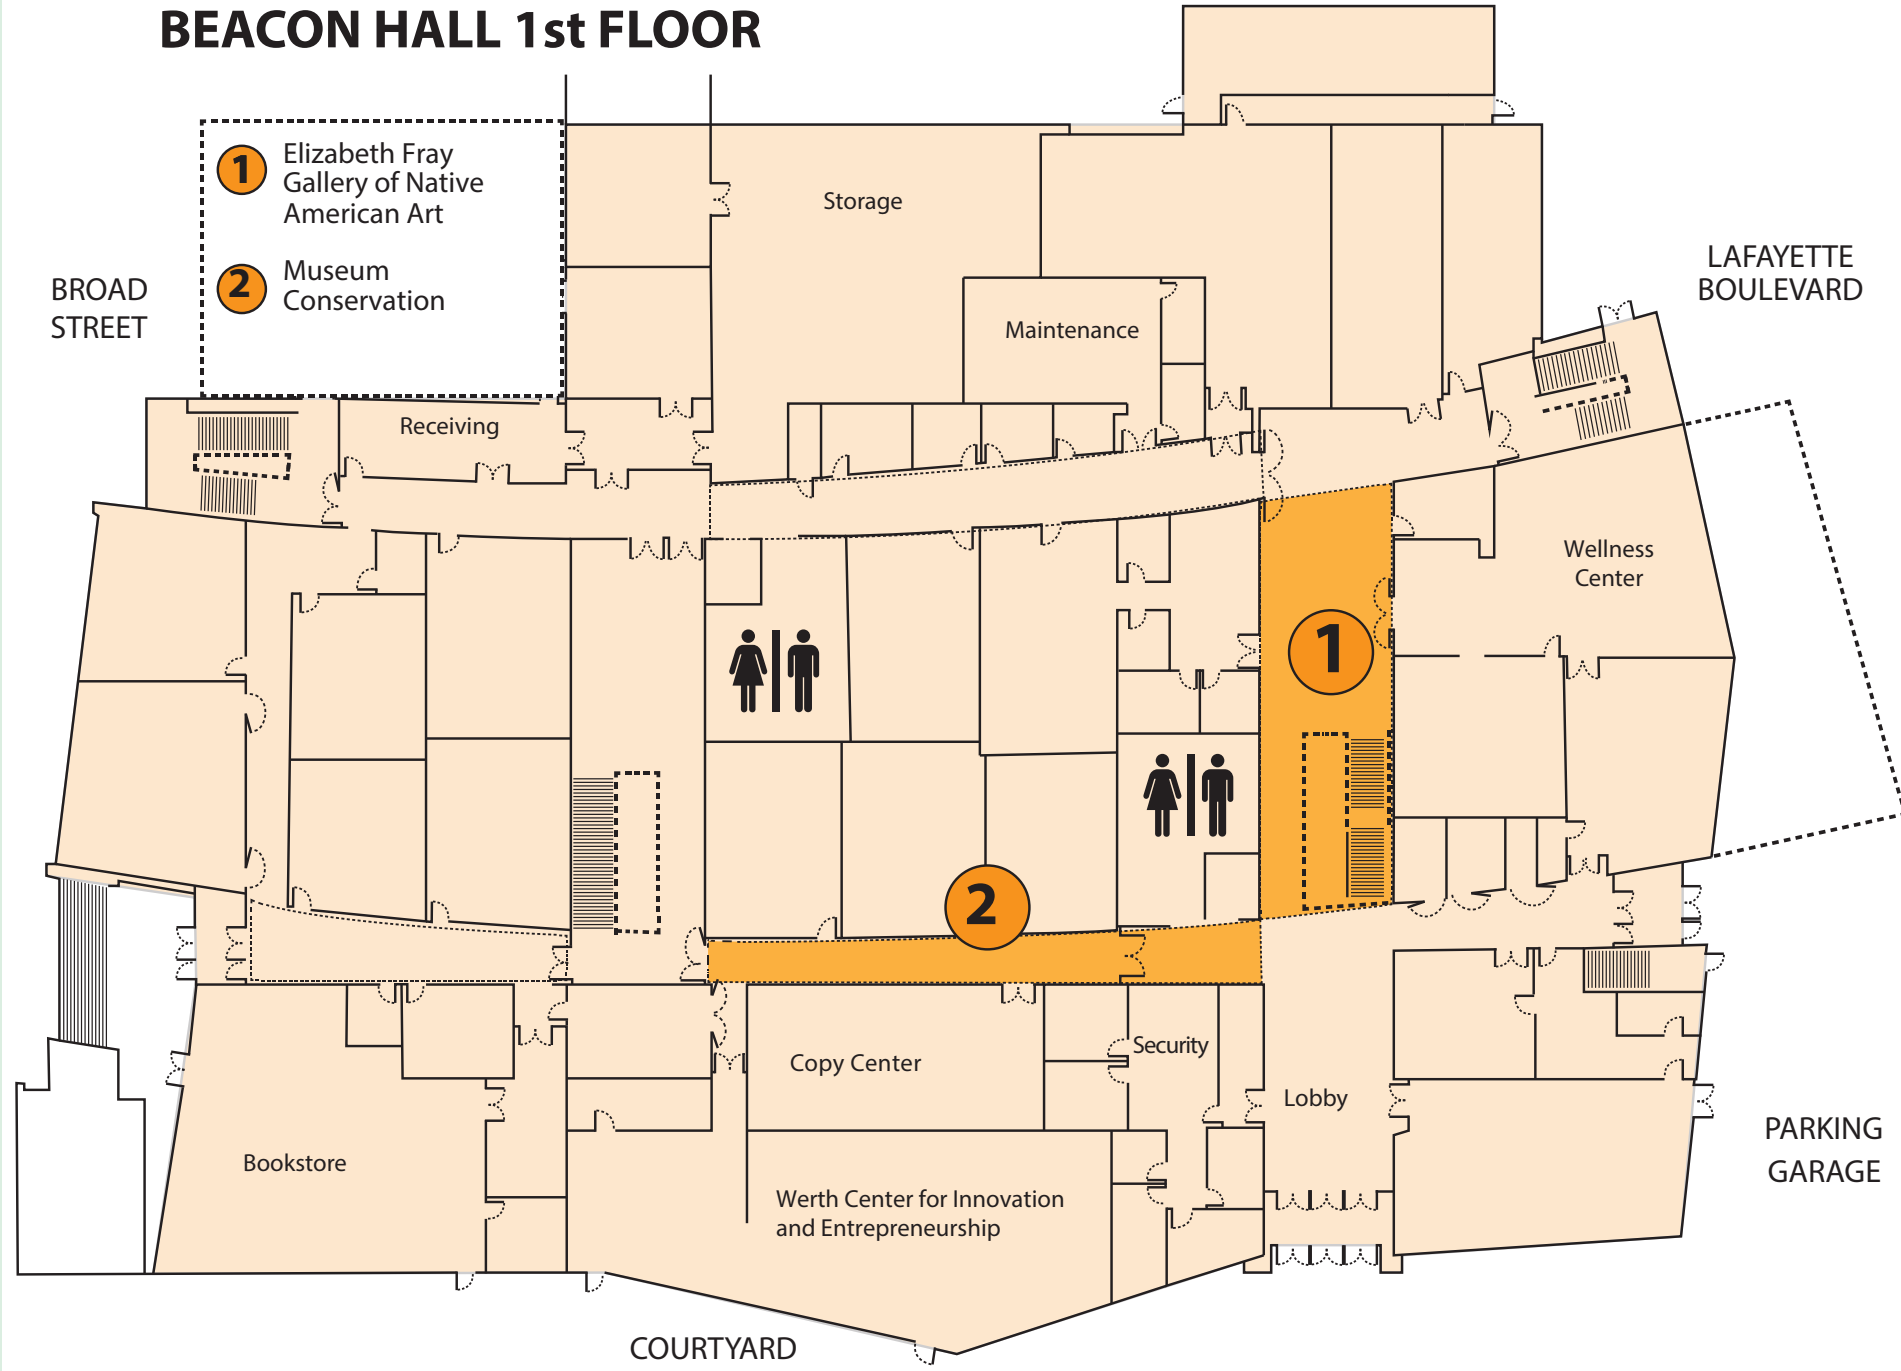 BEACON HALL 1st FLOOR
1
Elizabeth Fray
Gallery of Native
American Art
2
Museum
Conservation
BROAD
STREET
Storage
LAFAYETTE
BOULEVARD
Maintenance
Receiving
Wellness
Center
1
2
Copy Center
Security
Lobby
Bookstore
Werth Center for Innovation
and Entrepreneurship
PARKING
GARAGE
COURTYARD